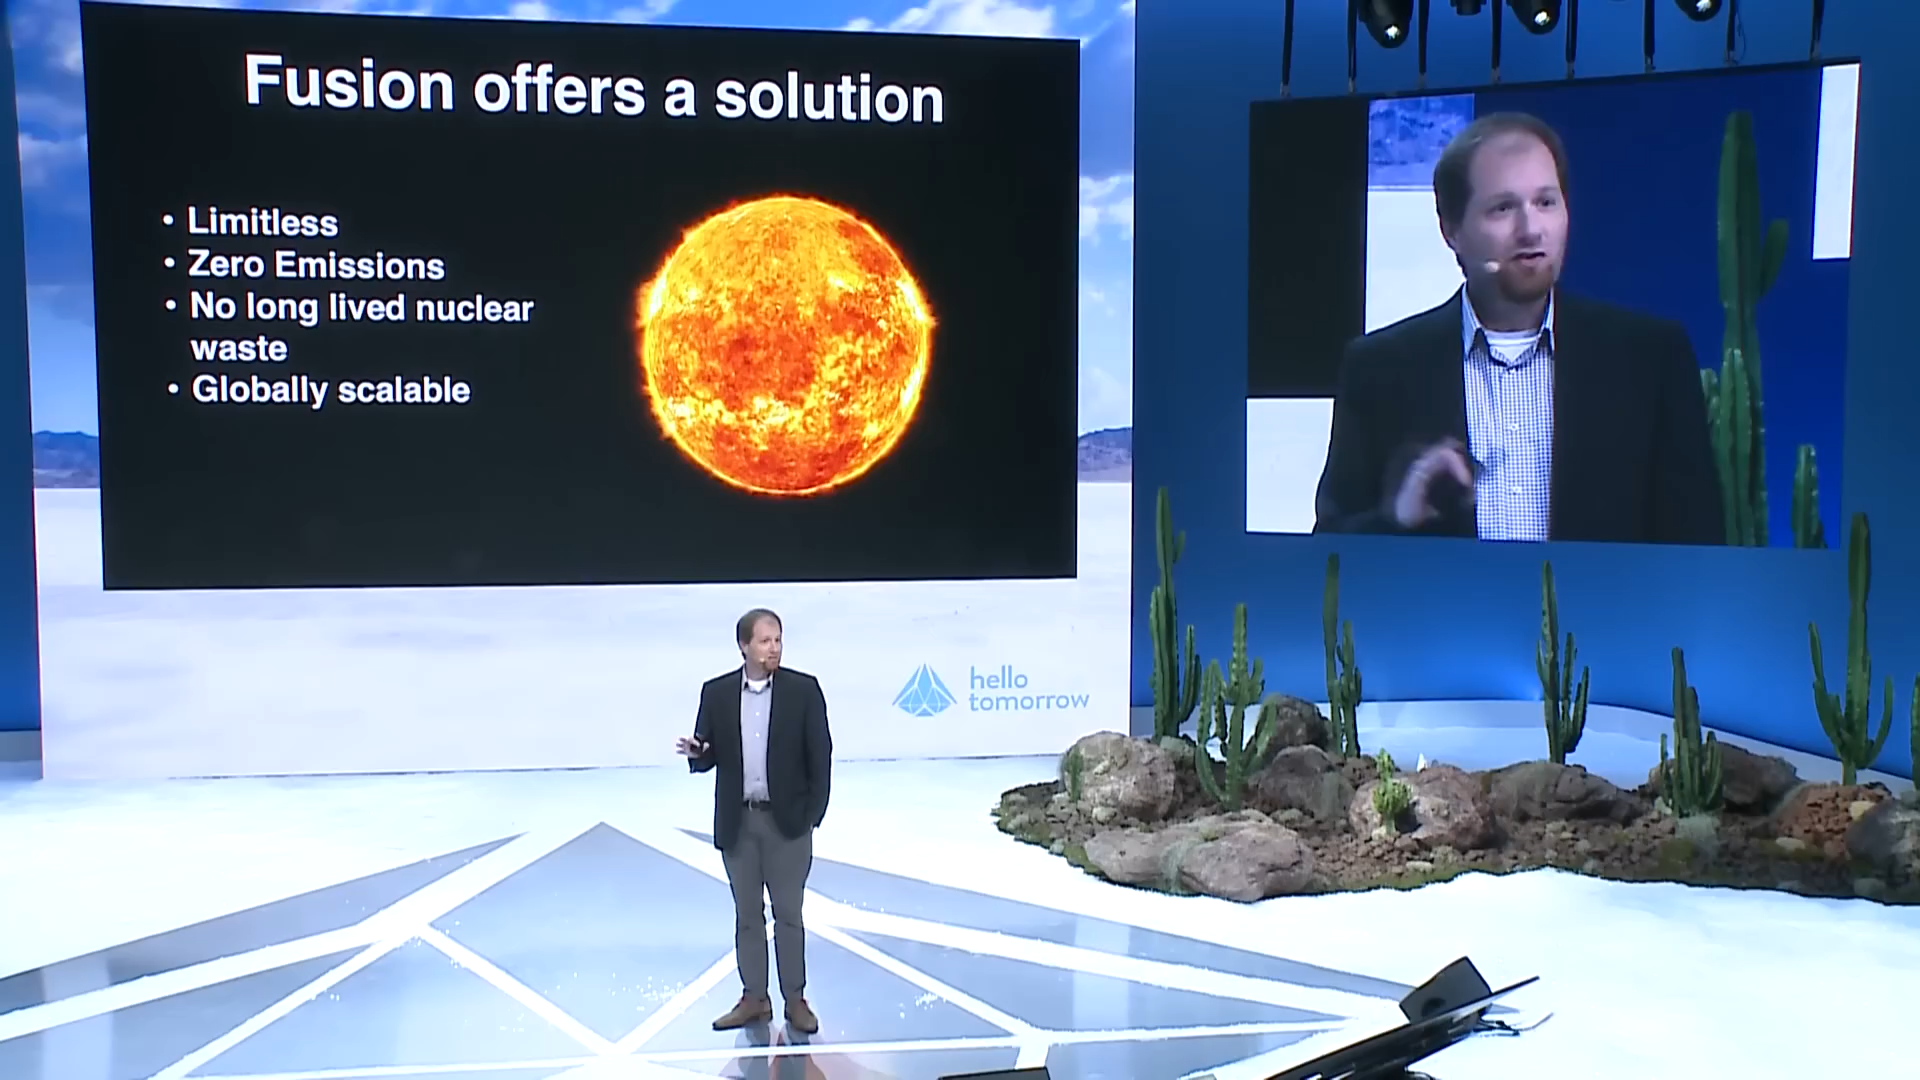 Fusion offers a solution
• Limitless
• Zero Emissions
• No long lived nuclear
waste
• Globally scalable
hello
tomorrow